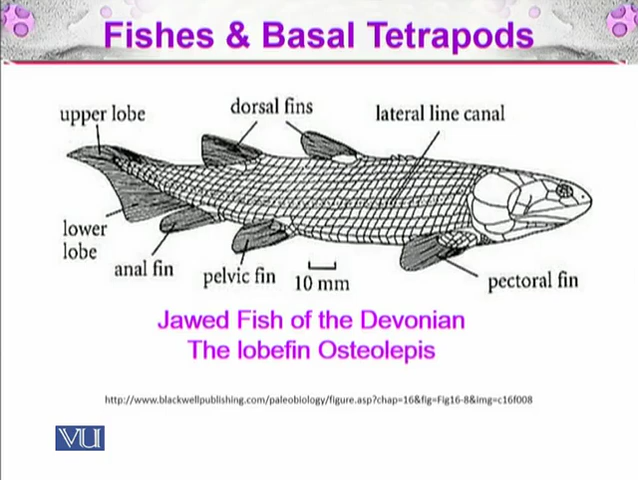 Fishes & Basal Tetrapods
upper lobe
dorsal fins
lateral line canal
lower
lobe
anal fin
pelvic fin
10 mm
pectoral fin
Jawed Fish of the Devonian
The lobefin Osteolepis
http://www.blackwellpublishing.com/paleobiology/figure.asp?chap=16&fig=Fig16-8&img=c16f008
VU